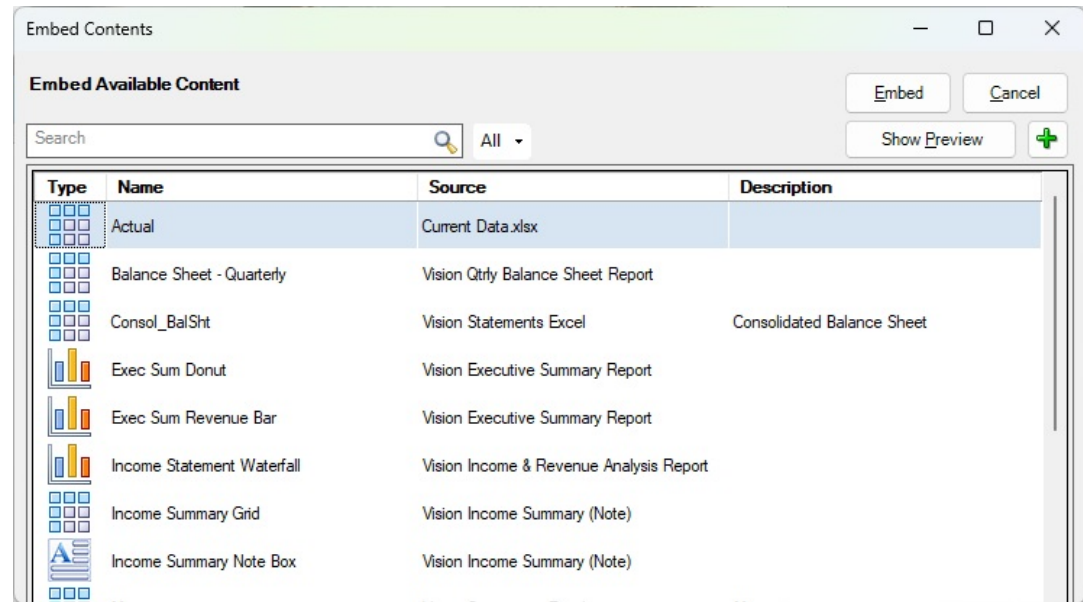 Embed Contents
Embed Available Content
Embed
Cancel
Search
All
Show Preview
Type Name Source Description
Actual Current Data.xlsx
Balance Sheet - Quarterly Vision Qtrly Balance Sheet Report
Consol_BalSht Vision Statements Excel Consolidated Balance Sheet
Exec Sum Donut Vision Executive Summary Report
Exec Sum Revenue Bar Vision Executive Summary Report
Income Statement Waterfall Vision Income & Revenue Analysis Report
Income Summary Grid Vision Income Summary (Note)
Income Summary Note Box Vision Income Summary (Note)